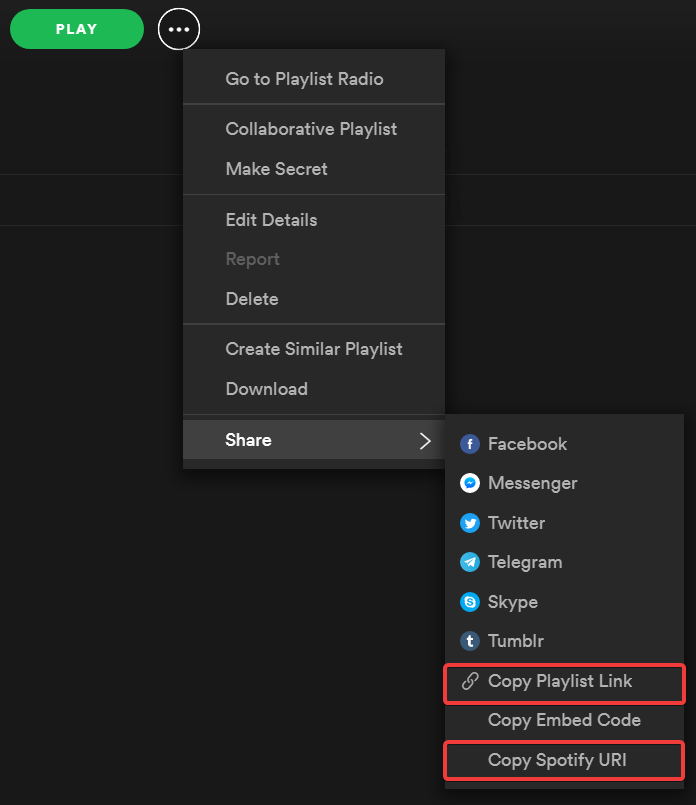 PLAY
Go to Playlist Radio
Collaborative Playlist
Make Secret
Edit Details
Report
Delete
Create Similar Playlist
Download
Share
Facebook
Messenger
Twitter
Telegram
Skype
Tumblr
Copy Playlist Link
Copy Embed Code
Copy Spotify URI